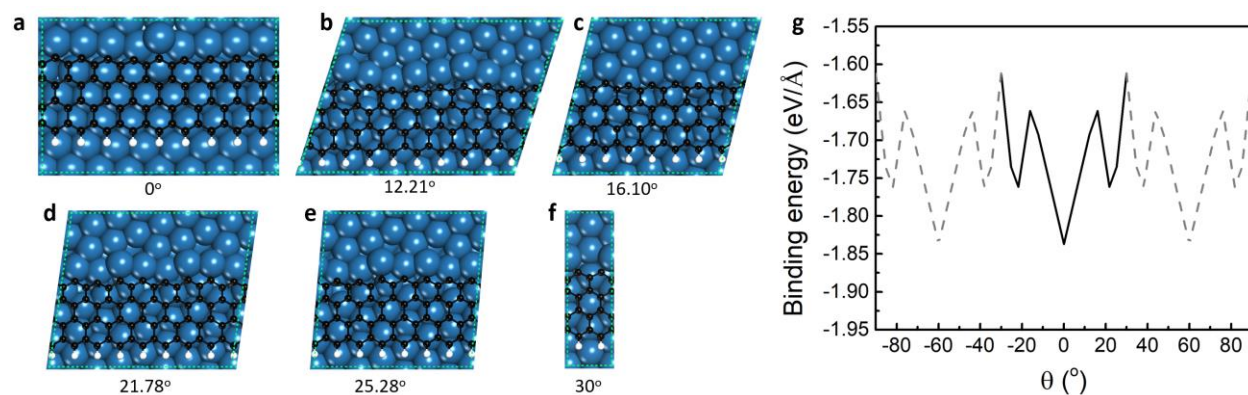 a
b
c
0°
12.21°
16.10°
d
e
f
21.78°
25.28°
30°
g
Binding energy (eV/Å)
-1.55
-1.60
-1.65
-1.70
-1.75
-1.80
-1.85
-1.90
-1.95
-80 -60 -40 -20 0 20 40 60 80
θ (°)